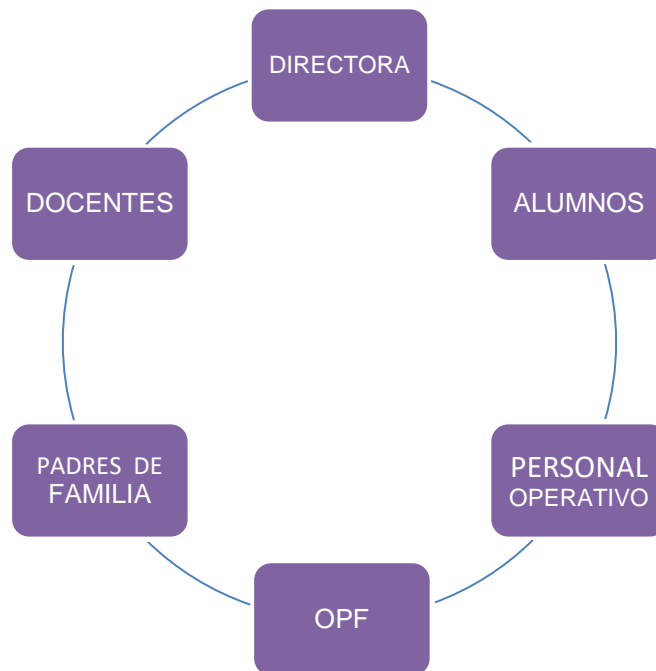 DIRECTORA
DOCENTES
ALUMNOS
PADRES DE
FAMILIA
PERSONAL
OPERATIVO
OPF